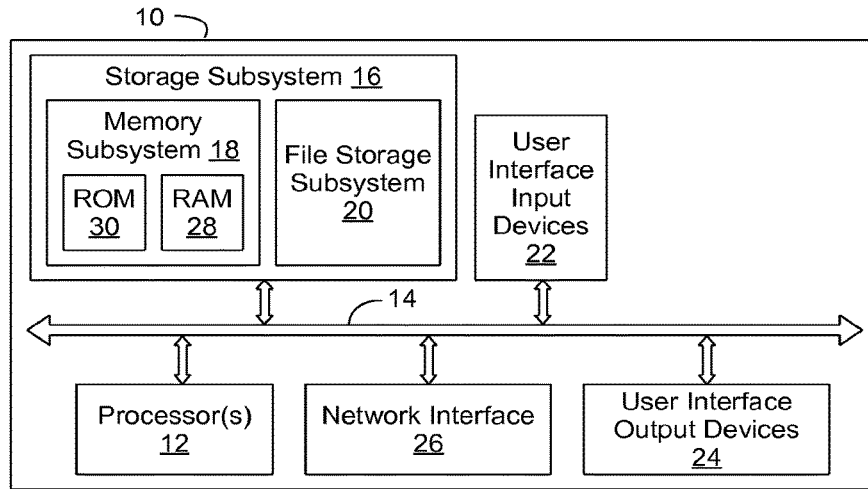 10
Storage Subsystem 16
Memory
Subsystem 18
ROM
30
RAM
28
File Storage
Subsystem
20
User
Interface
Input
Devices
22
14
Processor(s)
12
Network Interface
26
User Interface
Output Devices
24